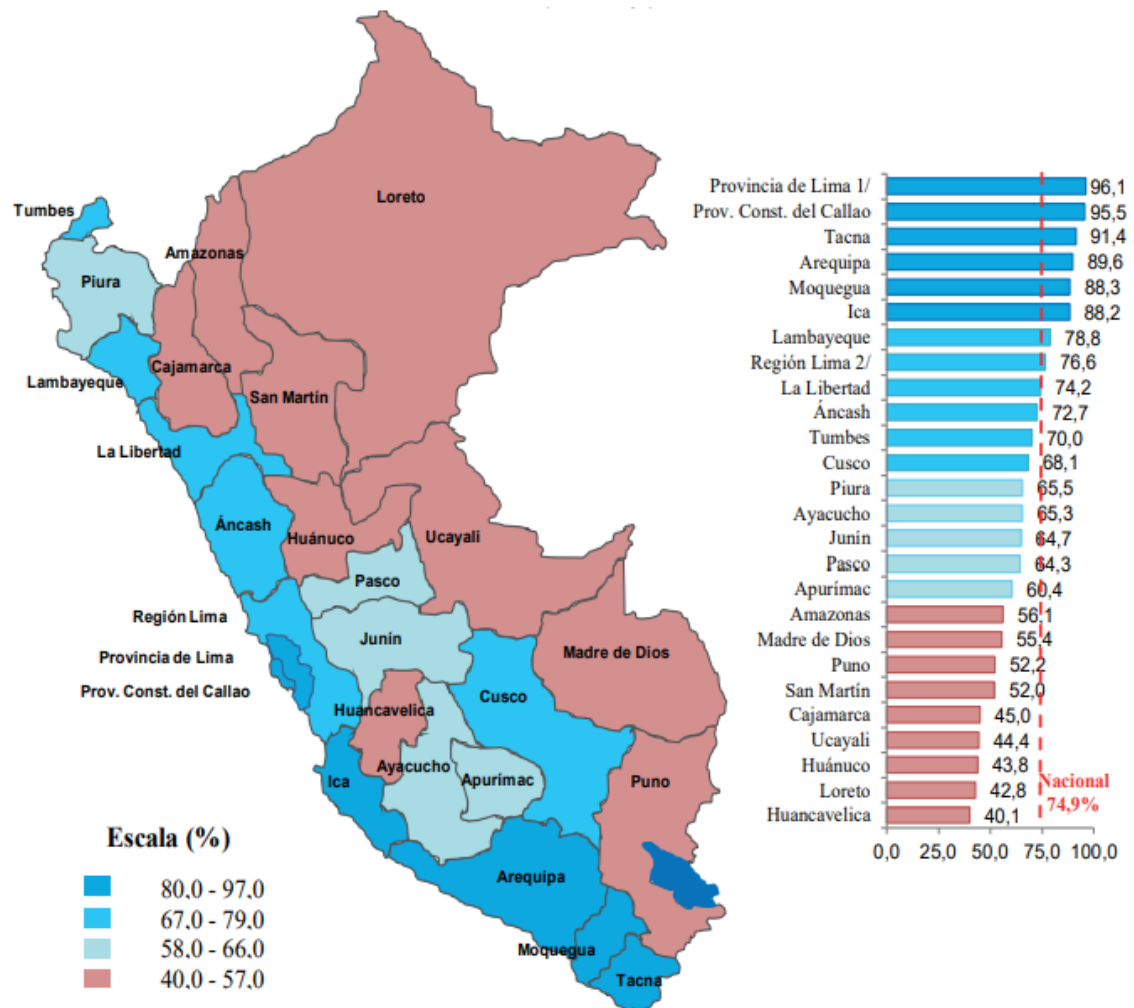 Loreto
Tumbes
Amazonas
Piura
Cajamarca
Lambayeque
San Martín
La Libertad
Áncash
Huánuco
Ucayali
Pasco
Región Lima
Junín
Provincia de Lima
Madre de Dios
Prov. Const. del Callao
Cusco
Huancavelica
Ayacucho
Ica
Apurímac
Puno
Arequipa
Moquegua
Tacna
Escala (%)
80,0 - 97,0
67,0 - 79,0
58,0 - 66,0
40,0 - 57,0
Provincia de Lima 1/ 96,1
Prov. Const. del Callao 95,5
Tacna 91,4
Arequipa 89,6
Moquegua 88,3
Ica 88,2
Lambayeque 78,8
Región Lima 2/ 76,6
La Libertad 74,2
Áncash 72,7
Tumbes 70,0
Cusco 68,1
Piura 65,5
Ayacucho 65,3
Junín 64,7
Pasco 64,3
Apurímac 60,4
Amazonas 56,1
Madre de Dios 55,4
Puno 52,2
San Martín 52,0
Cajamarca 45,0
Ucayali 44,4
Huánuco 43,8
Loreto 42,8
Huancavelica 40,1
Nacional
74,9%
0,0 25,0 50,0 75,0 100,0